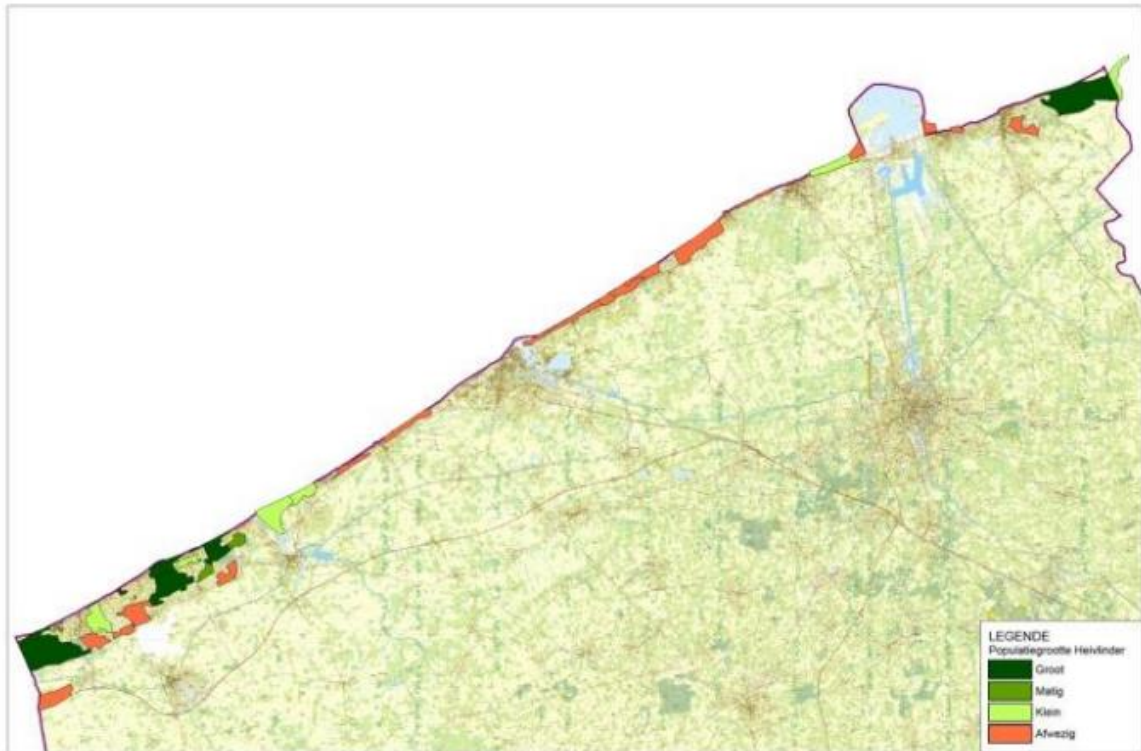 LEGENDE
Populatiegrootte Heivlinder
Groot
Matig
Klein
Afwezig